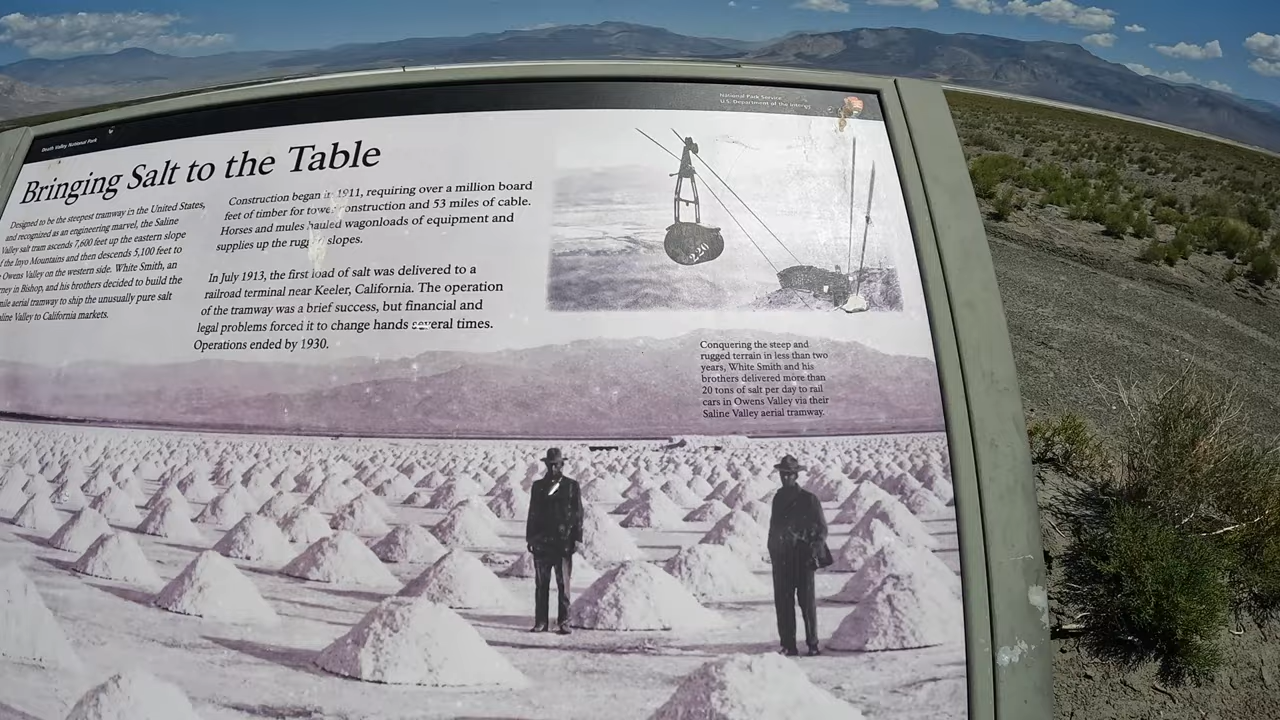 Death Valley National Park
National Park Service
U.S. Department of the Interior
Bringing Salt to the Table
Designed to be the steepest tramway in the United States,
and recognized as an engineering marvel, the Saline
Valley salt tram ascends 7,600 feet up the eastern slope
of the Inyo Mountains and then descends 5,100 feet to
Owens Valley on the western side. White Smith, an
in Bishop, and his brothers decided to build the
aerial tramway to ship the unusually pure salt
Valley to California markets.
Construction began in 1911, requiring over a million board
feet of timber for tower construction and 53 miles of cable.
Horses and mules hauled wagonloads of equipment and
supplies up the rugged slopes.
In July 1913, the first load of salt was delivered to a
railroad terminal near Keeler, California. The operation
of the tramway was a brief success, but financial and
legal problems forced it to change hands several times.
Operations ended by 1930.
220
Conquering the steep and
rugged terrain in less than two
years, White Smith and his
brothers delivered more than
20 tons of salt per day to rail
cars in Owens Valley via their
Saline Valley aerial tramway.